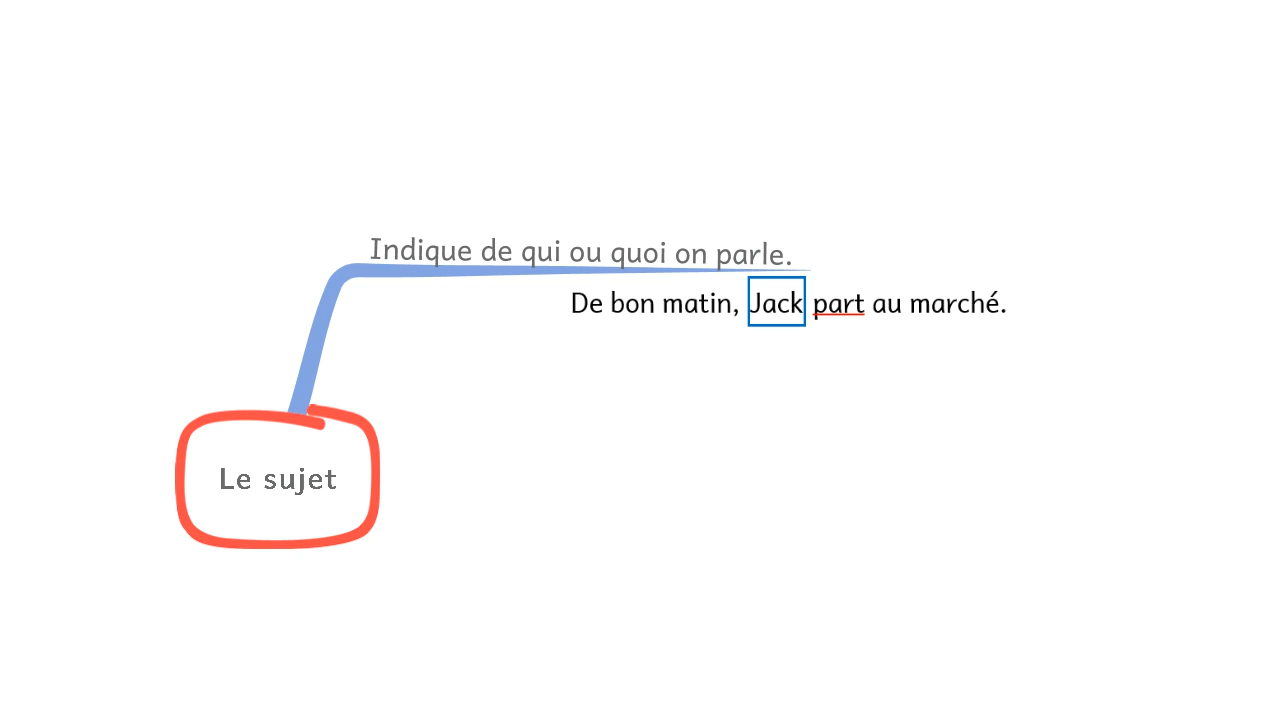 Indique de qui ou quoi on parle.
De bon matin, Jack part au marché.
Le sujet